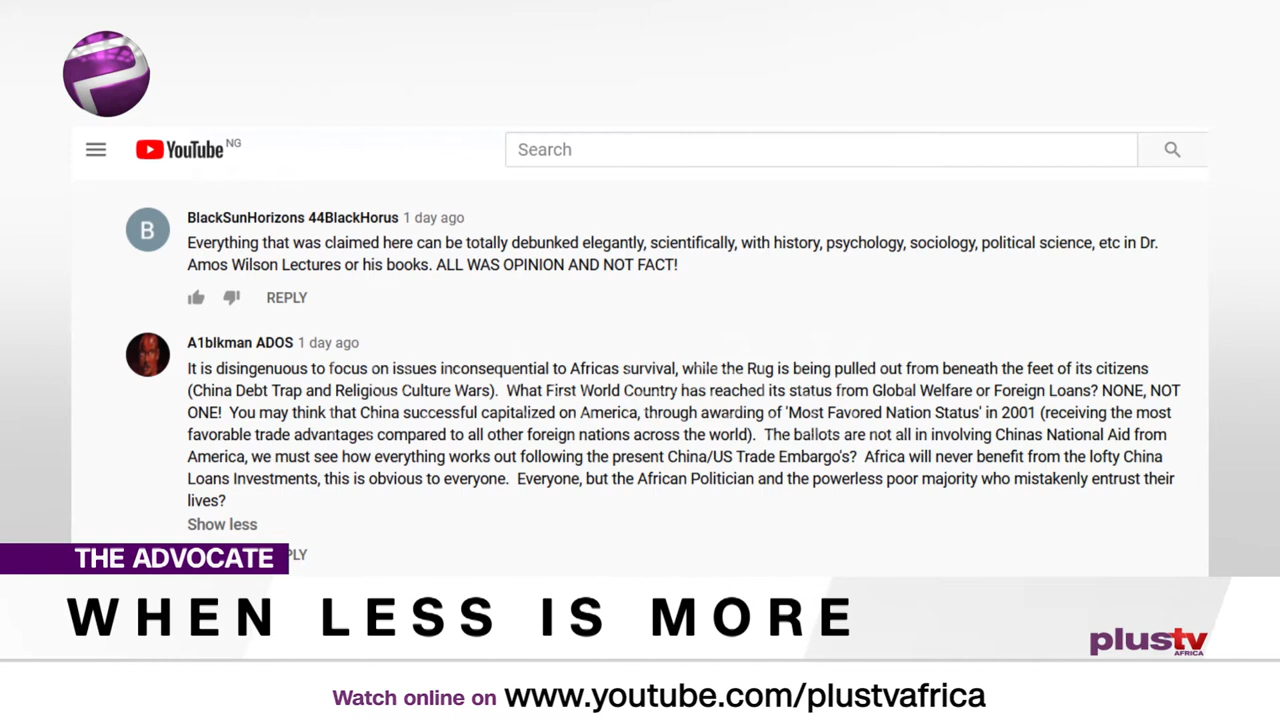 YouTube NG
Search
B
BlackSunHorizons 44BlackHorus 1 day ago
Everything that was claimed here can be totally debunked elegantly, scientifically, with history, psychology, sociology, political science, etc in Dr.
Amos Wilson Lectures or his books. ALL WAS OPINION AND NOT FACT!
REPLY
A1blkman ADOS 1 day ago
It is disingenuous to focus on issues inconsequential to Africas survival, while the Rug is being pulled out from beneath the feet of its citizens
(China Debt Trap and Religious Culture Wars). What First World Country has reached its status from Global Welfare or Foreign Loans? NONE, NOT
ONE! You may think that China successful capitalized on America, through awarding of 'Most Favored Nation Status' in 2001 (receiving the most
favorable trade advantages compared to all other foreign nations across the world). The ballots are not all in involving Chinas National Aid from
America, we must see how everything works out following the present China/US Trade Embargo's? Africa will never benefit from the lofty China
Loans Investments, this is obvious to everyone. Everyone, but the African Politician and the powerless poor majority who mistakenly entrust their
lives?
Show less
PLY
THE ADVOCATE
WHEN LESS IS MORE
plustv
AFRICA
Watch online on www.youtube.com/plustvafrica